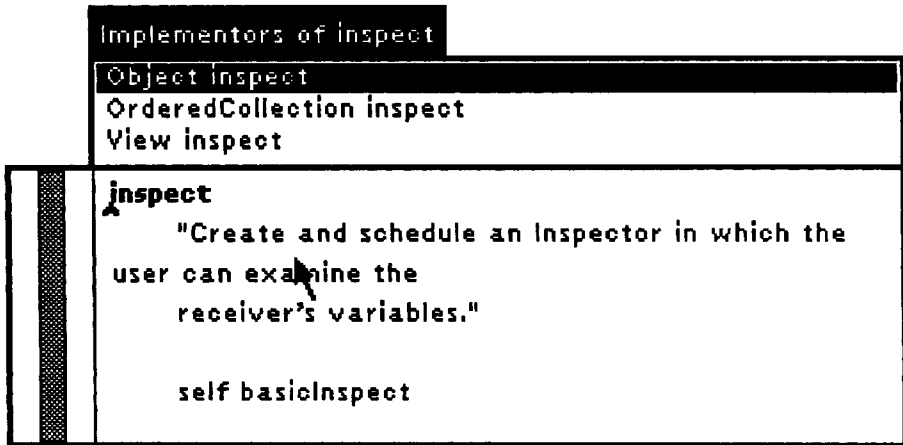 Implementors of inspect
Object inspect
OrderedCollection inspect
View inspect
inspect
"Create and schedule an Inspector in which the
user can examine the
receiver's variables."
self basicInspect